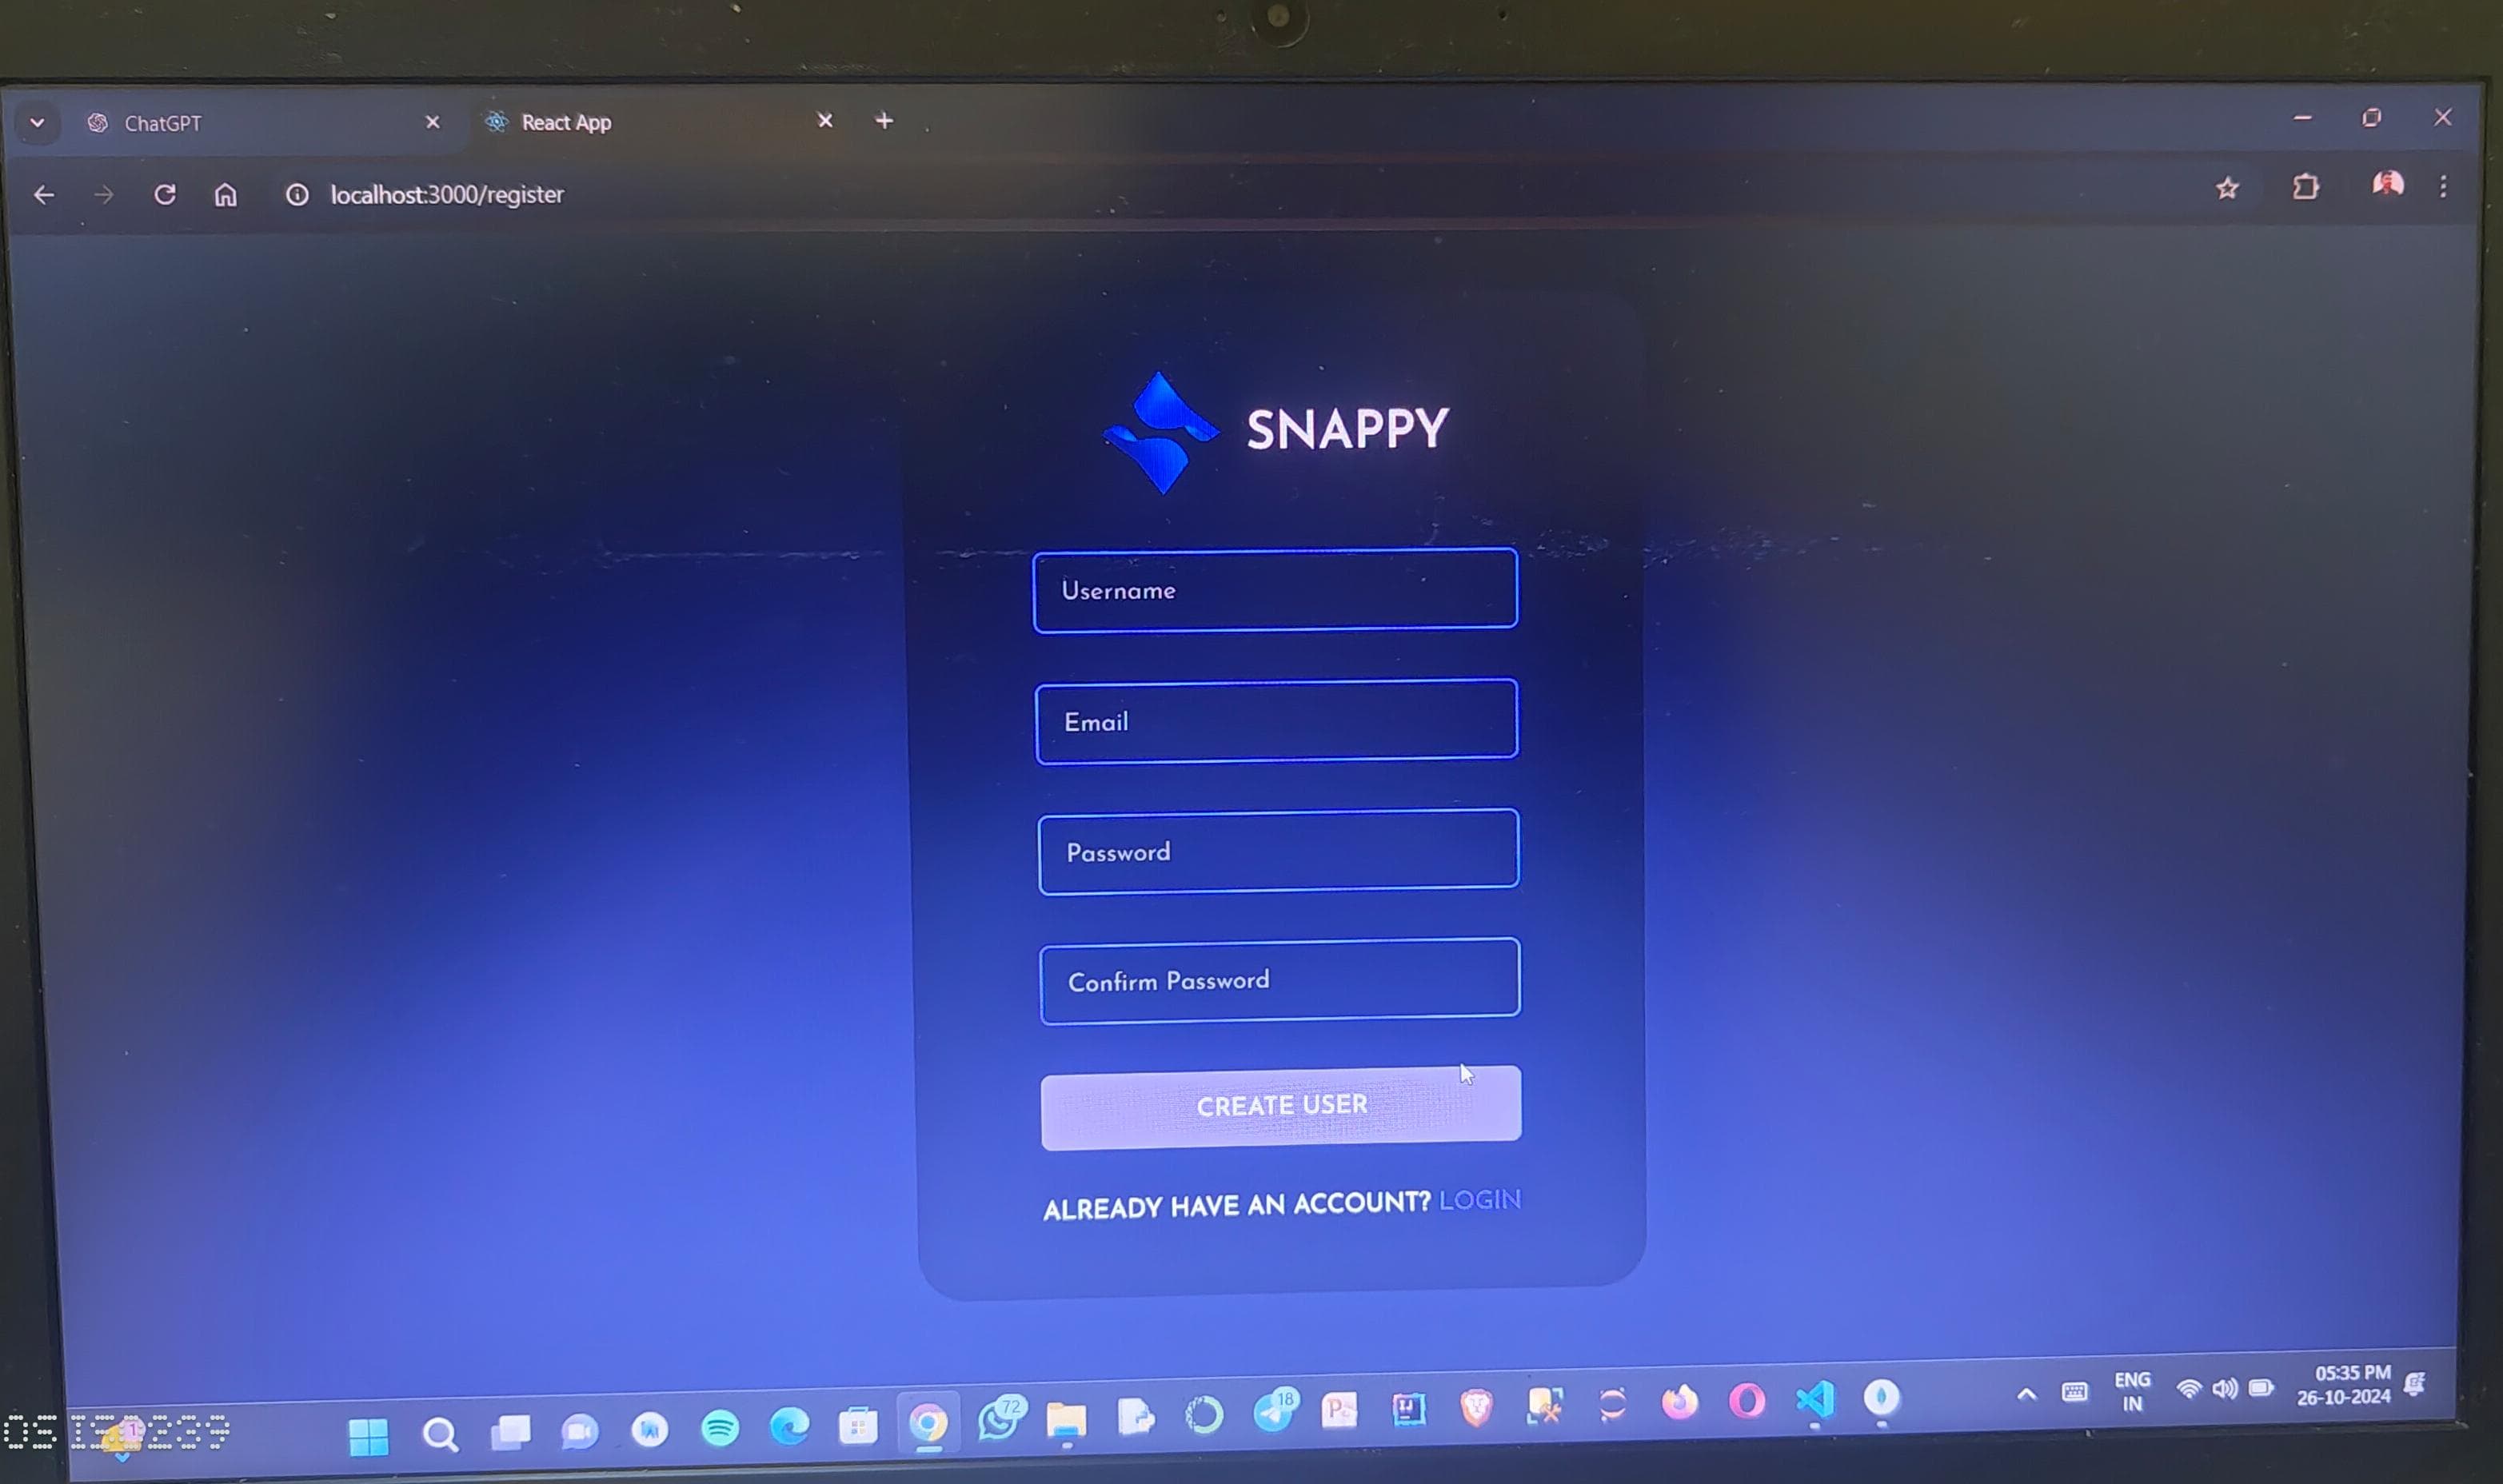 ChatGPT
React App
localhost:3000/register
SNAPPY
Username
Email
Password
Confirm Password
CREATE USER
ALREADY HAVE AN ACCOUNT? LOGIN
1
72
18
ENG
IN
05:35 PM
26-10-2024